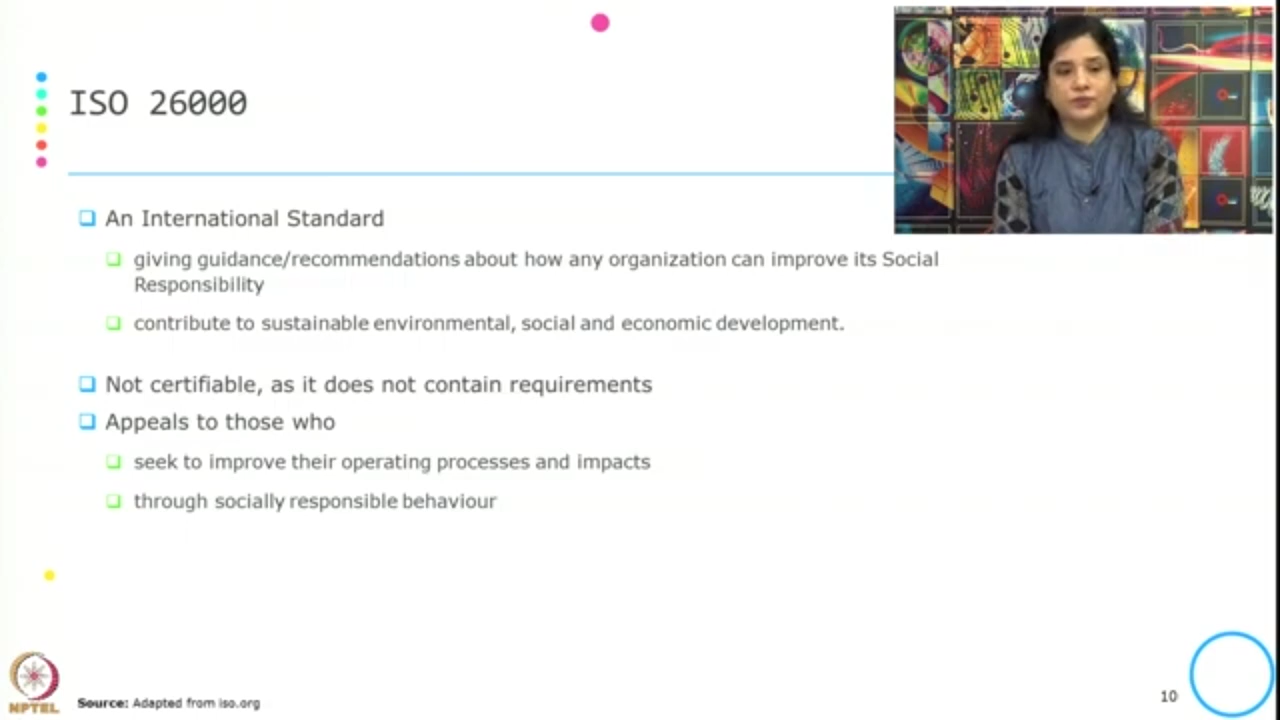 ISO 26000
An International Standard
giving guidance/recommendations about how any organization can improve its Social
Responsibility
contribute to sustainable environmental, social and economic development.
Not certifiable, as it does not contain requirements
Appeals to those who
seek to improve their operating processes and impacts
through socially responsible behaviour
NPTEL
Source: Adapted from iso.org
10